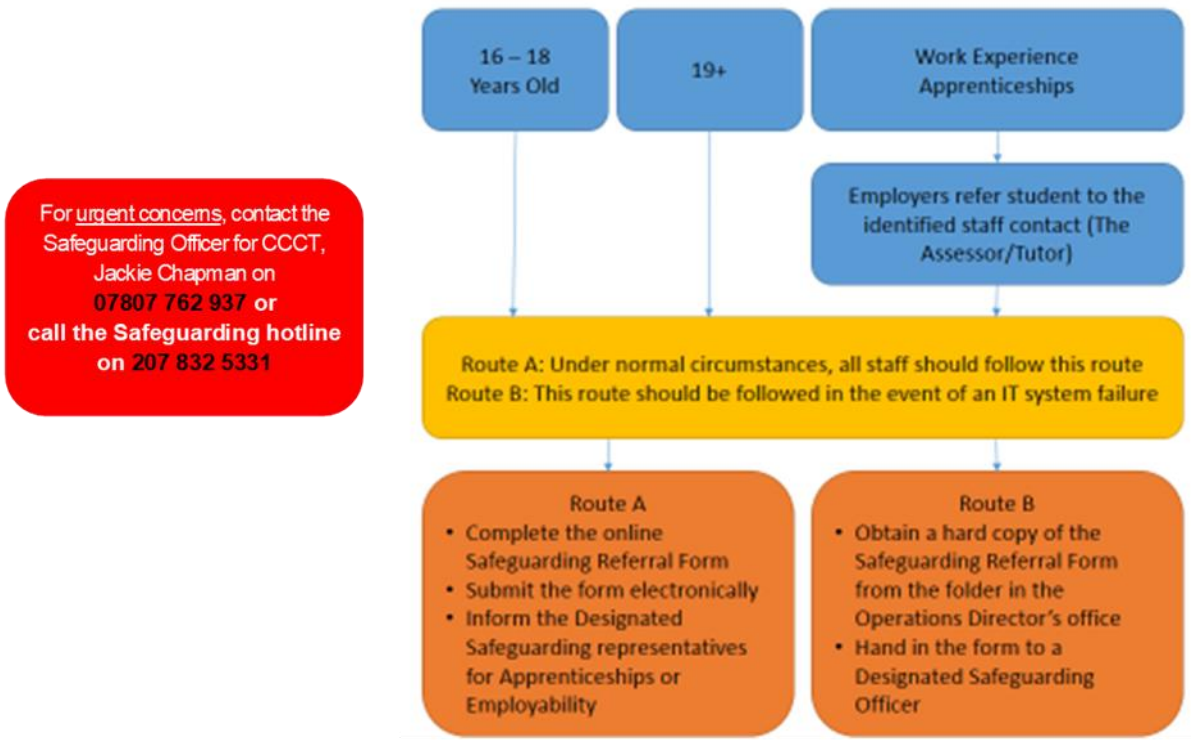 16 – 18
Years Old
19+
Work Experience
Apprenticeships
Employers refer student to the
identified staff contact (The
Assessor/Tutor)
For urgent concerns, contact the
Safeguarding Officer for CCCT,
Jackie Chapman on
07807 762 937 or
call the Safeguarding hotline
on 207 832 5331
Route A: Under normal circumstances, all staff should follow this route
Route B: This route should be followed in the event of an IT system failure
Route A
• Complete the online
Safeguarding Referral Form
• Submit the form electronically
• Inform the Designated
Safeguarding representatives
for Apprenticeships or
Employability
Route B
• Obtain a hard copy of the
Safeguarding Referral Form
from the folder in the
Operations Director's office
• Hand in the form to a
Designated Safeguarding
Officer